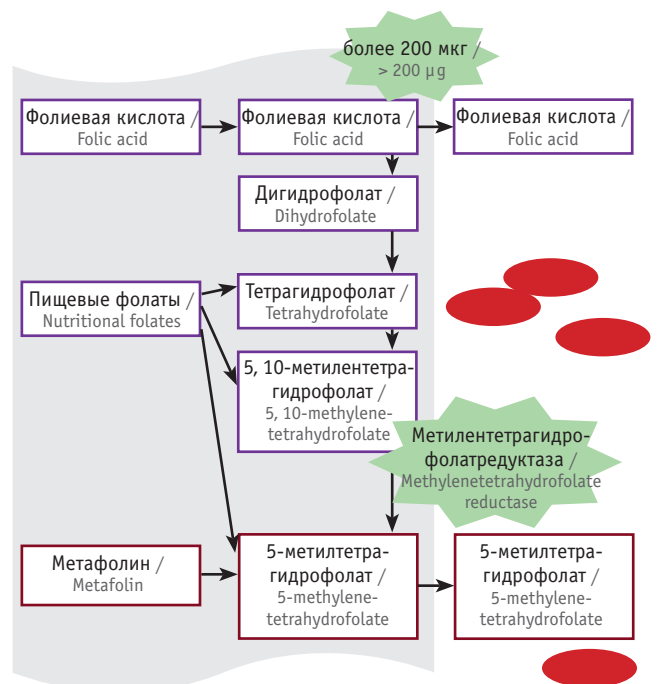 более 200 мкг /
> 200 µg
Фолиевая кислота /
Folic acid
Фолиевая кислота /
Folic acid
Фолиевая кислота /
Folic acid
Дигидрофолат /
Dihydrofolate
Пищевые фолаты /
Nutritional folates
Тетрагидрофолат /
Tetrahydrofolate
5, 10-метилентетра-
гидрофолат /
5, 10-methylene-
tetrahydrofolate
Метилентетрагидро-
фолатредуктаза /
Methylenetetrahydrofolate
reductase
Метафолин /
Metafolin
5-метилтетра-
гидрофолат /
5-methylene-
tetrahydrofolate
5-метилтетра-
гидрофолат /
5-methylene-
tetrahydrofolate